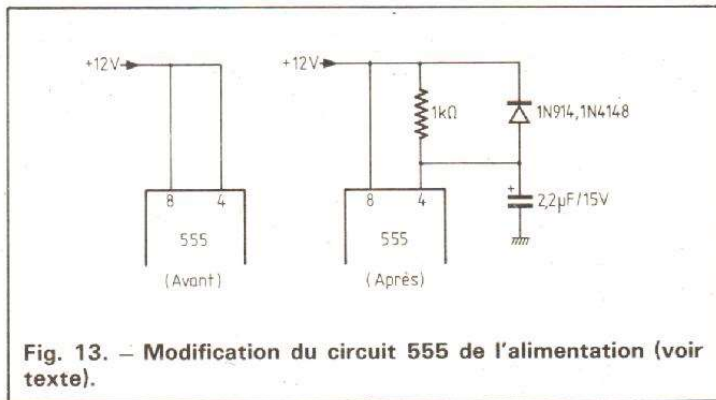 +12V
8
4
555
(Avant)
+12V
1kΩ
1N914,1N4148
8
4
+
2,2µF/15V
555
(Après)
Fig. 13. – Modification du circuit 555 de l'alimentation (voir
texte).